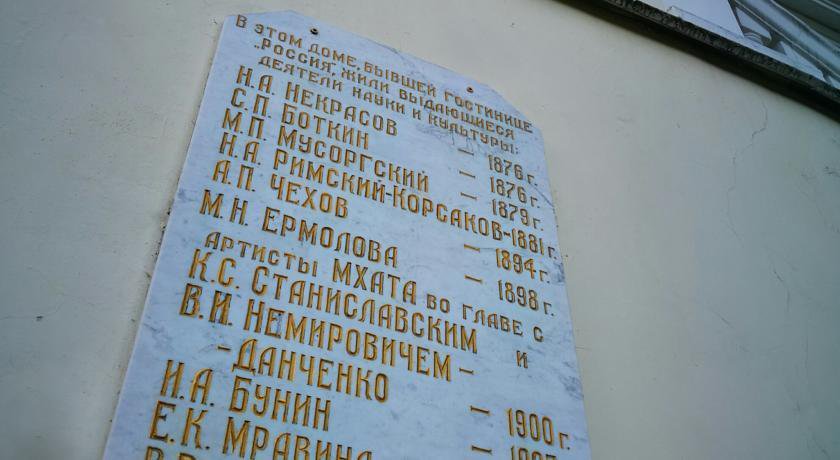 В ЭТОМ ДОМЕ, БЫВШЕЙ ГОСТИНИЦЕ
„РОССИЯ", ЖИЛИ ВЫДАЮЩИЕСЯ
ДЕЯТЕЛИ НАУКИ И КУЛЬТУРЫ:
Н.А. НЕКРАСОВ – 1876 г.
С.П. БОТКИН – 1876 г.
М.П. МУСОРГСКИЙ – 1879 г.
Н.А. РИМСКИЙ-КОРСАКОВ-1881 г.
А.П. ЧЕХОВ – 1894 г.
М.Н. ЕРМОЛОВА – 1898 г.
АРТИСТЫ МХАТА ВО ГЛАВЕ С
К.С. СТАНИСЛАВСКИМ И
В.И. НЕМИРОВИЧЕМ –
– ДАНЧЕНКО – 1900 г.
И.А. БУНИН –
Е.К. МРАВИНА